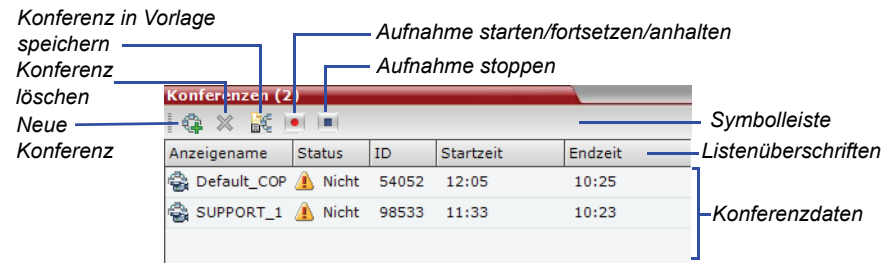 Konferenz in Vorlage
speichern
Konferenz
löschen
Neue
Konferenz
Aufnahme starten/fortsetzen/anhalten
Aufnahme stoppen
Konferenzen (2)
Symbolleiste
Anzeigename Status ID Startzeit Endzeit
Listenüberschriften
Default_COP Nicht 54052 12:05 10:25
SUPPORT_1 Nicht 98533 11:33 10:23
Konferenzdaten